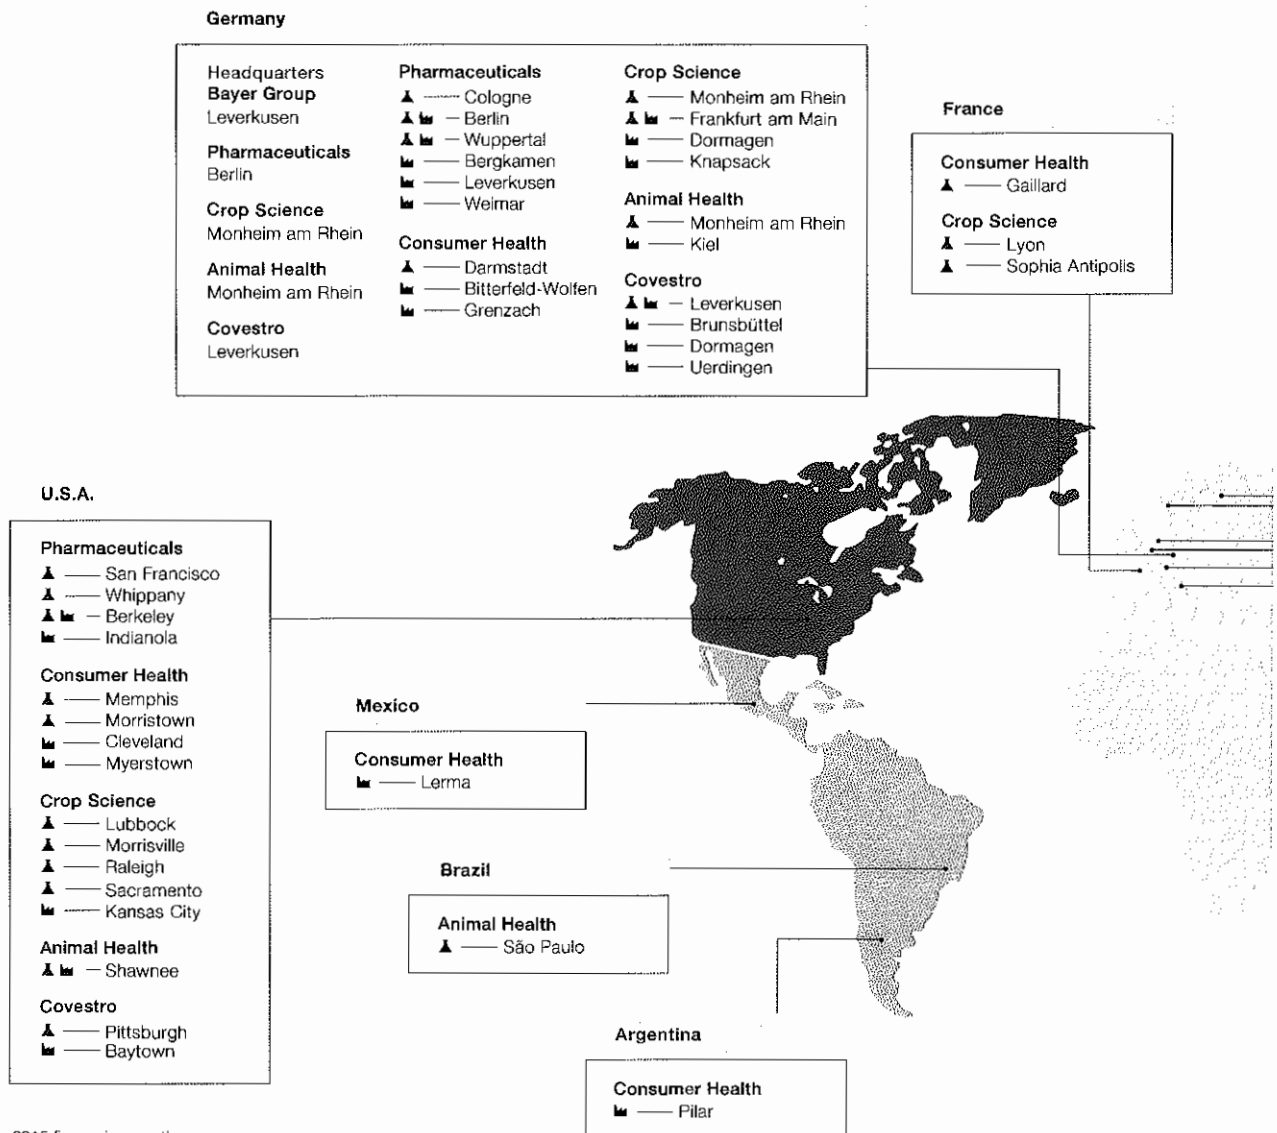 Germany
Headquarters
Bayer Group
Leverkusen
Pharmaceuticals
Berlin
Crop Science
Monheim am Rhein
Animal Health
Monheim am Rhein
Covestro
Leverkusen
Pharmaceuticals
Cologne
Berlin
Wuppertal
Bergkamen
Leverkusen
Weimar
Consumer Health
Darmstadt
Bitterfeld-Wolfen
Grenzach
Crop Science
Monheim am Rhein
Frankfurt am Main
Dormagen
Knapsack
Animal Health
Monheim am Rhein
Kiel
Covestro
Leverkusen
Brunsbüttel
Dormagen
Uerdingen
France
Consumer Health
Gaillard
Crop Science
Lyon
Sophia Antipolis
U.S.A.
Pharmaceuticals
San Francisco
Whippany
Berkeley
Indianola
Consumer Health
Memphis
Morristown
Cleveland
Myerstown
Crop Science
Lubbock
Morrisville
Raleigh
Sacramento
Kansas City
Animal Health
Shawnee
Covestro
Pittsburgh
Baytown
Mexico
Consumer Health
Lerma
Brazil
Animal Health
São Paulo
Argentina
Consumer Health
Pilar